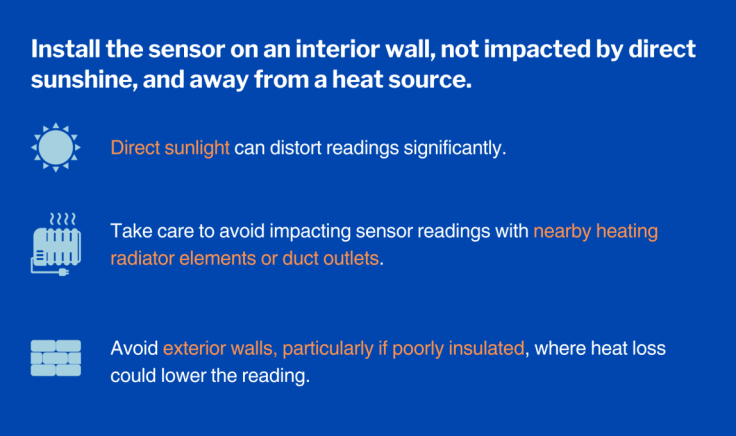 Install the sensor on an interior wall, not impacted by direct
sunshine, and away from a heat source.
Direct sunlight can distort readings significantly.
Take care to avoid impacting sensor readings with nearby heating
radiator elements or duct outlets.
Avoid exterior walls, particularly if poorly insulated, where heat loss
could lower the reading.